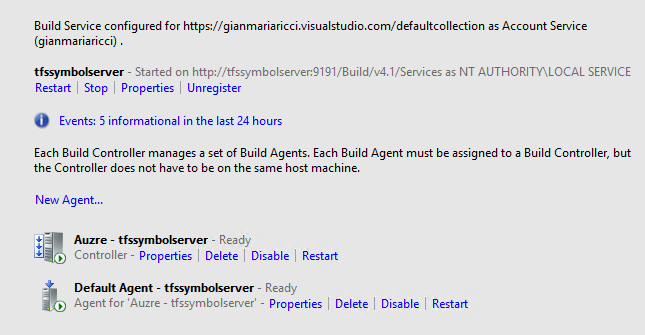 Build Service configured for https://gianmariaricci.visualstudio.com/defaultcollection as Account Service
(gianmariaricci) .
tfssymbolserver - Started on http://tfssymbolserver:9191/Build/v4.1/Services as NT AUTHORITY\LOCAL SERVICE
Restart | Stop | Properties | Unregister
Events: 5 informational in the last 24 hours
Each Build Controller manages a set of Build Agents. Each Build Agent must be assigned to a Build Controller, but
the Controller does not have to be on the same host machine.
New Agent...
Auzre - tfssymbolserver - Ready
Controller - Properties | Delete | Disable | Restart
Default Agent - tfssymbolserver - Ready
Agent for 'Auzre - tfssymbolserver' - Properties | Delete | Disable | Restart